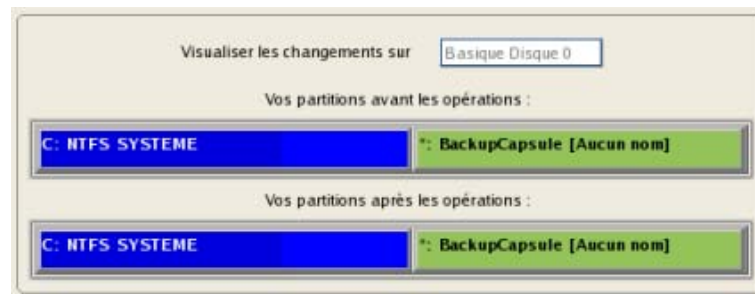 Visualiser les changements sur Basique Disque 0
Vos partitions avant les opérations :
C: NTFS SYSTEME *: BackupCapsule [Aucun nom]
Vos partitions après les opérations :
C: NTFS SYSTEME *: BackupCapsule [Aucun nom]